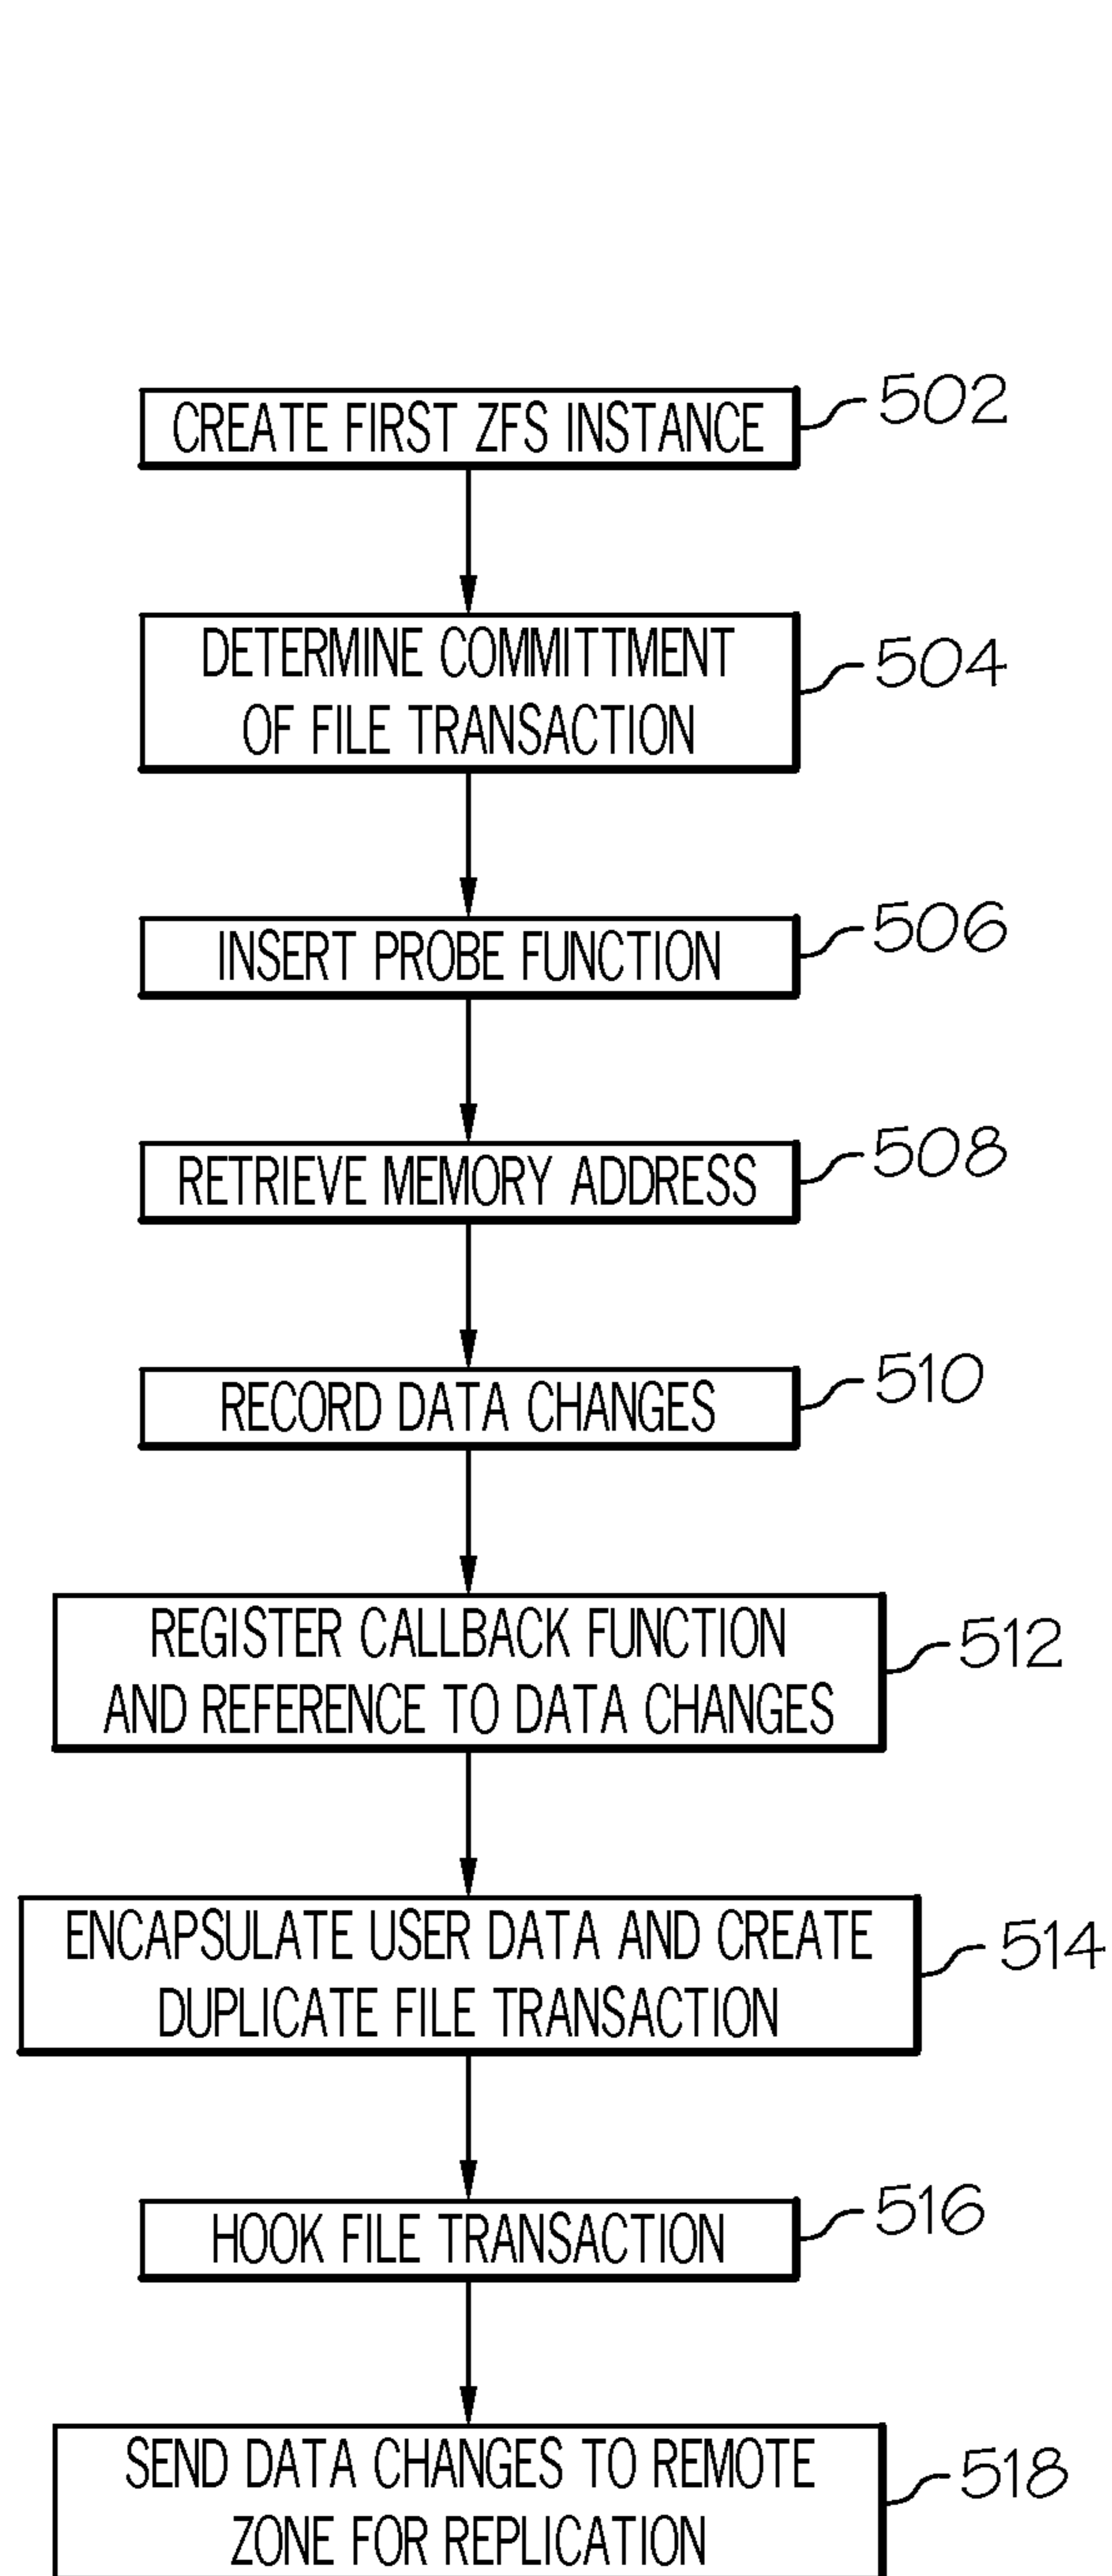 CREATE FIRST ZFS INSTANCE
502
DETERMINE COMMITTMENT
OF FILE TRANSACTION
504
INSERT PROBE FUNCTION
506
RETRIEVE MEMORY ADDRESS
508
RECORD DATA CHANGES
510
REGISTER CALLBACK FUNCTION
AND REFERENCE TO DATA CHANGES
512
ENCAPSULATE USER DATA AND CREATE
DUPLICATE FILE TRANSACTION
514
HOOK FILE TRANSACTION
516
SEND DATA CHANGES TO REMOTE
ZONE FOR REPLICATION
518